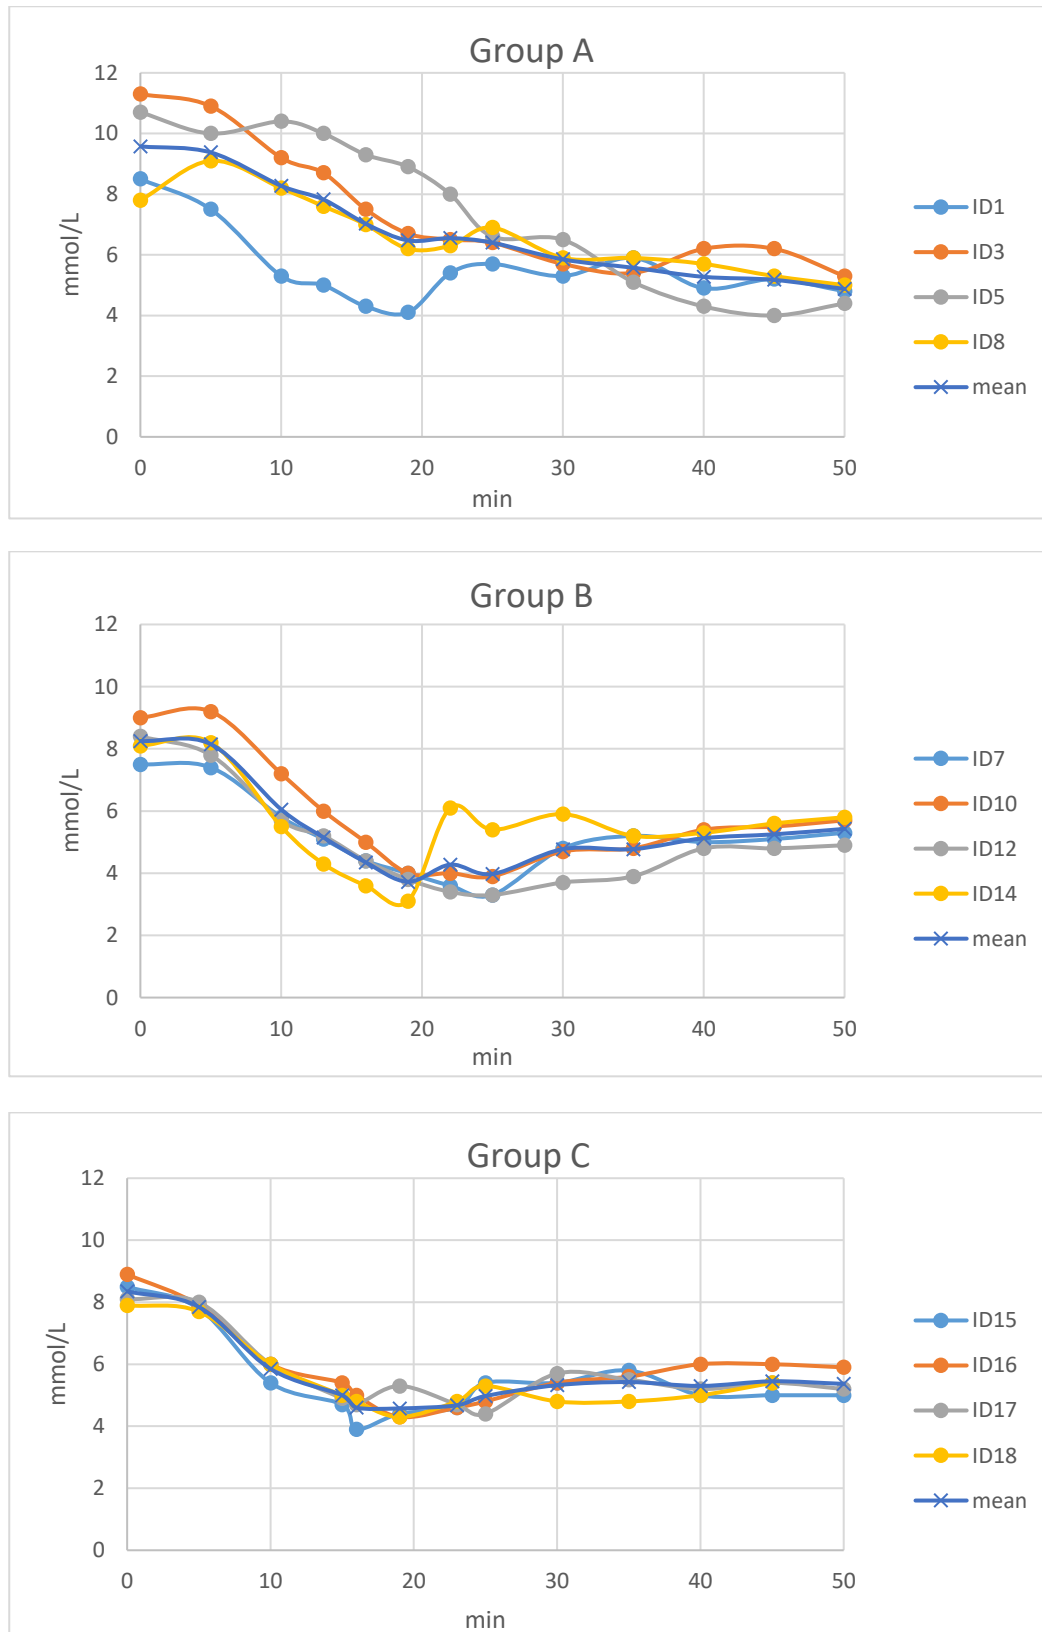 Group A
12
10
8
6
4
2
0
mmol/L
0 10 20 30 40 50
min
ID1
ID3
ID5
ID8
mean
Group B
12
10
8
6
4
2
0
mmol/L
0 10 20 30 40 50
min
ID7
ID10
ID12
ID14
mean
Group C
12
10
8
6
4
2
0
mmol/L
0 10 20 30 40 50
min
ID15
ID16
ID17
ID18
mean